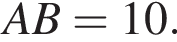 AB = 10.